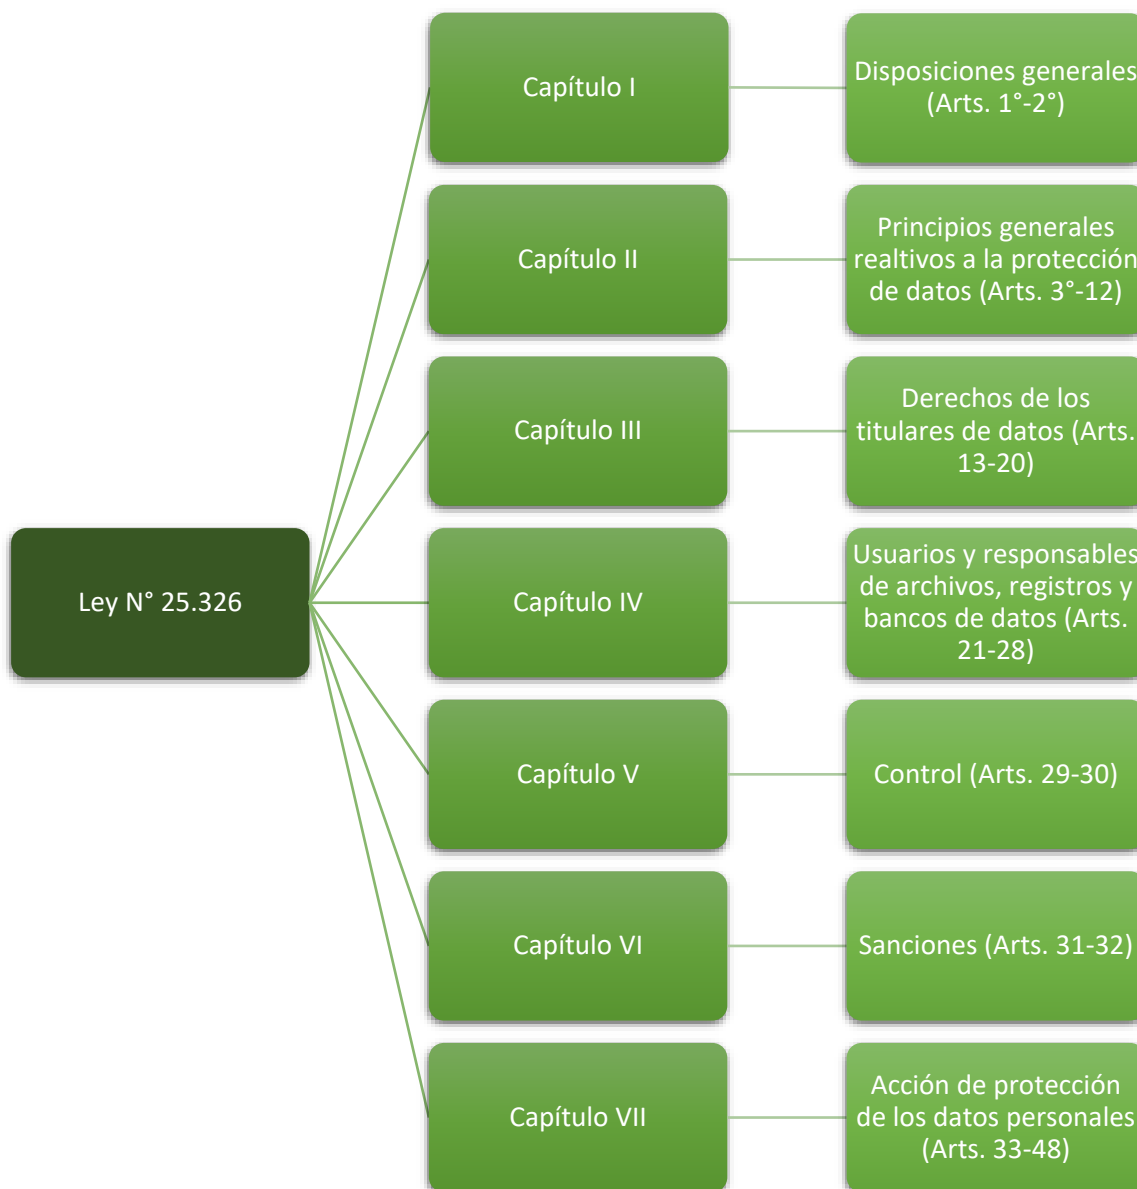 Capítulo I
Disposiciones generales
(Arts. 1°-2°)
Capítulo II
Principios generales
realtivos a la protección
de datos (Arts. 3°-12)
Capítulo III
Derechos de los
titulares de datos (Arts.
13-20)
Ley N° 25.326
Capítulo IV
Usuarios y responsables
de archivos, registros y
bancos de datos (Arts.
21-28)
Capítulo V
Control (Arts. 29-30)
Capítulo VI
Sanciones (Arts. 31-32)
Capítulo VII
Acción de protección
de los datos personales
(Arts. 33-48)